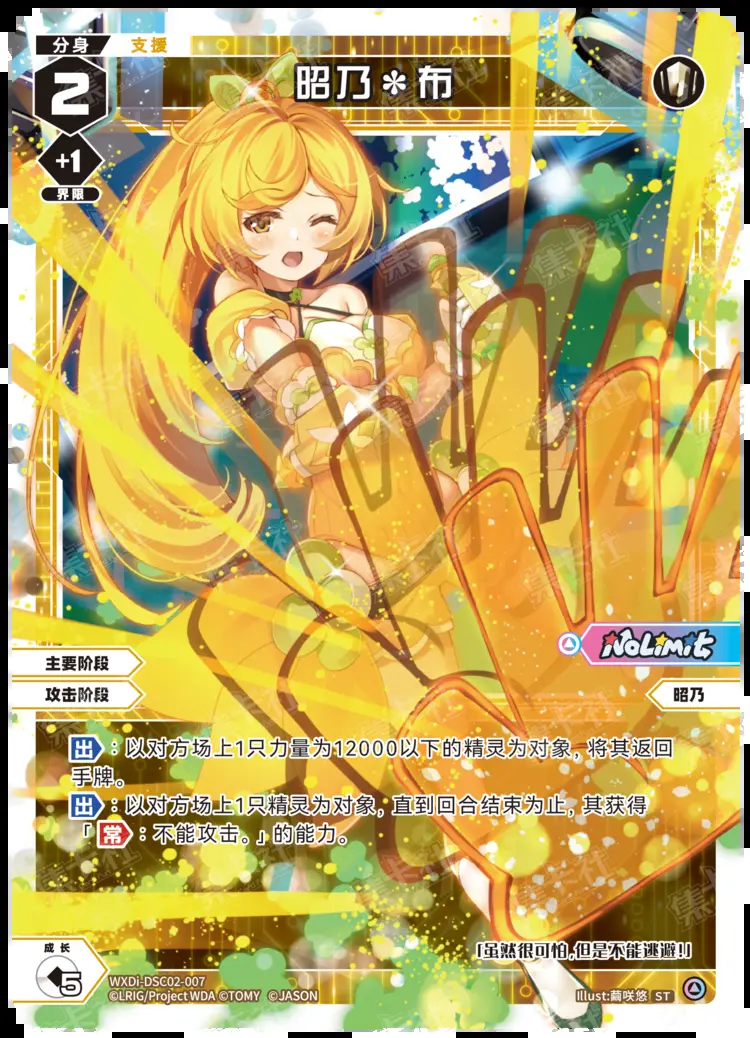 分身 支援
2
昭乃＊布
+1
界限
NoLimit
主要阶段
攻击阶段
昭乃
出：以对方场上1只力量为12000以下的精灵为对象，将其返回
手牌。
出：以对方场上1只精灵为对象，直到回合结束为止，其获得
「常：不能攻击。」的能力。
「虽然很可怕,但是不能逃避!」
成长
5
WXDi-DSC02-007
©LRIG/Project WDA ©TOMY ©JASON
Illust:茜咲悠 ST
集卡社